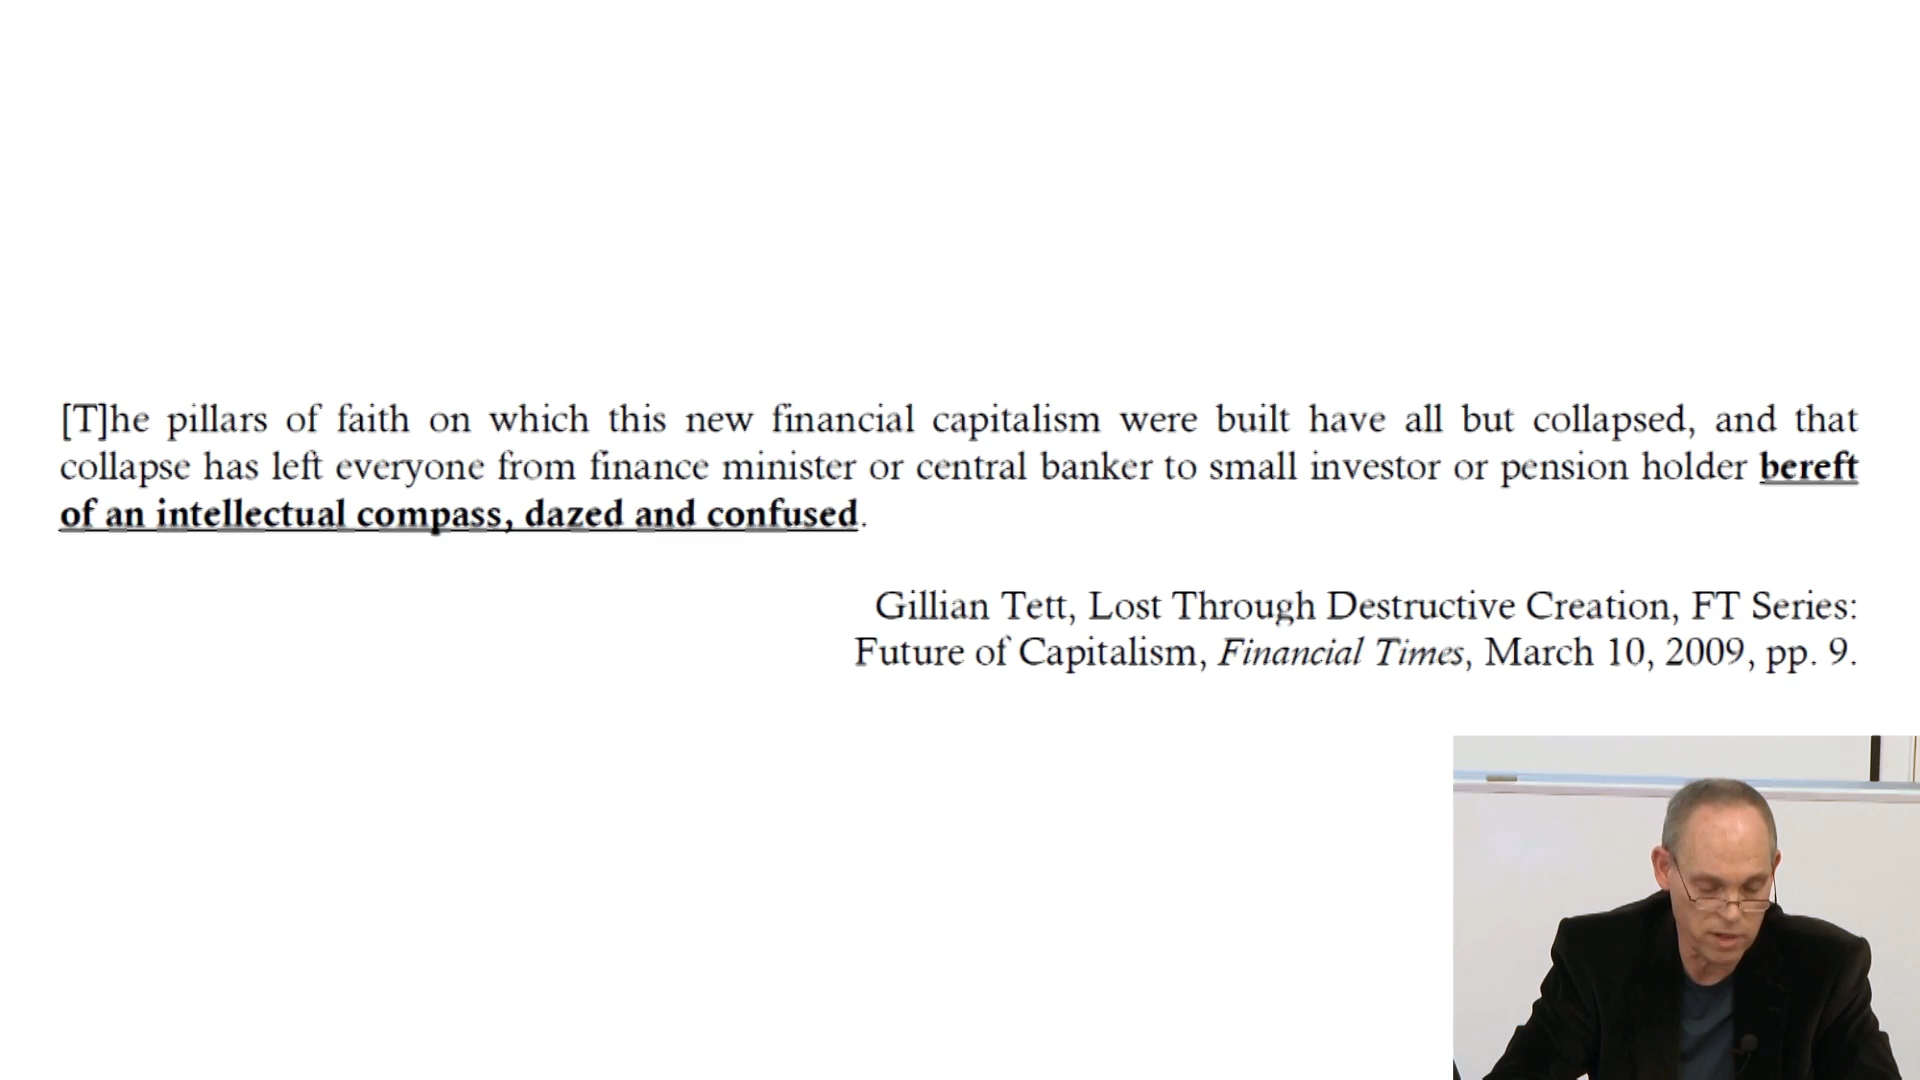 [T]he pillars of faith on which this new financial capitalism were built have all but collapsed, and that
collapse has left everyone from finance minister or central banker to small investor or pension holder bereft
of an intellectual compass, dazed and confused.
Gillian Tett, Lost Through Destructive Creation, FT Series:
Future of Capitalism, Financial Times, March 10, 2009, pp. 9.